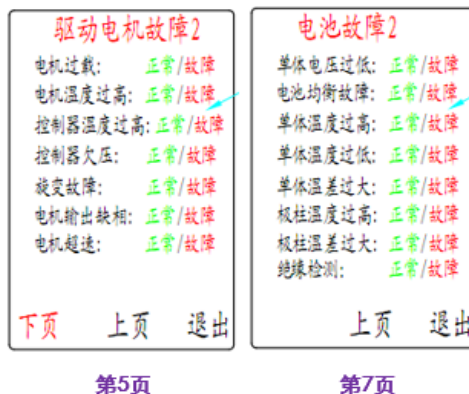 驱动电机故障2
电机过载: 正常/故障
电机温度过高: 正常/故障
控制器温度过高: 正常/故障
控制器欠压: 正常/故障
旋变故障: 正常/故障
电机输出缺相: 正常/故障
电机超速: 正常/故障
下页 上页 退出
第5页
电池故障2
单体电压过低: 正常/故障
电池均衡故障: 正常/故障
单体温度过高: 正常/故障
单体温度过低: 正常/故障
单体温差过大: 正常/故障
极柱温度过高: 正常/故障
极柱温差过大: 正常/故障
绝缘检测: 正常/故障
上页 退出
第7页